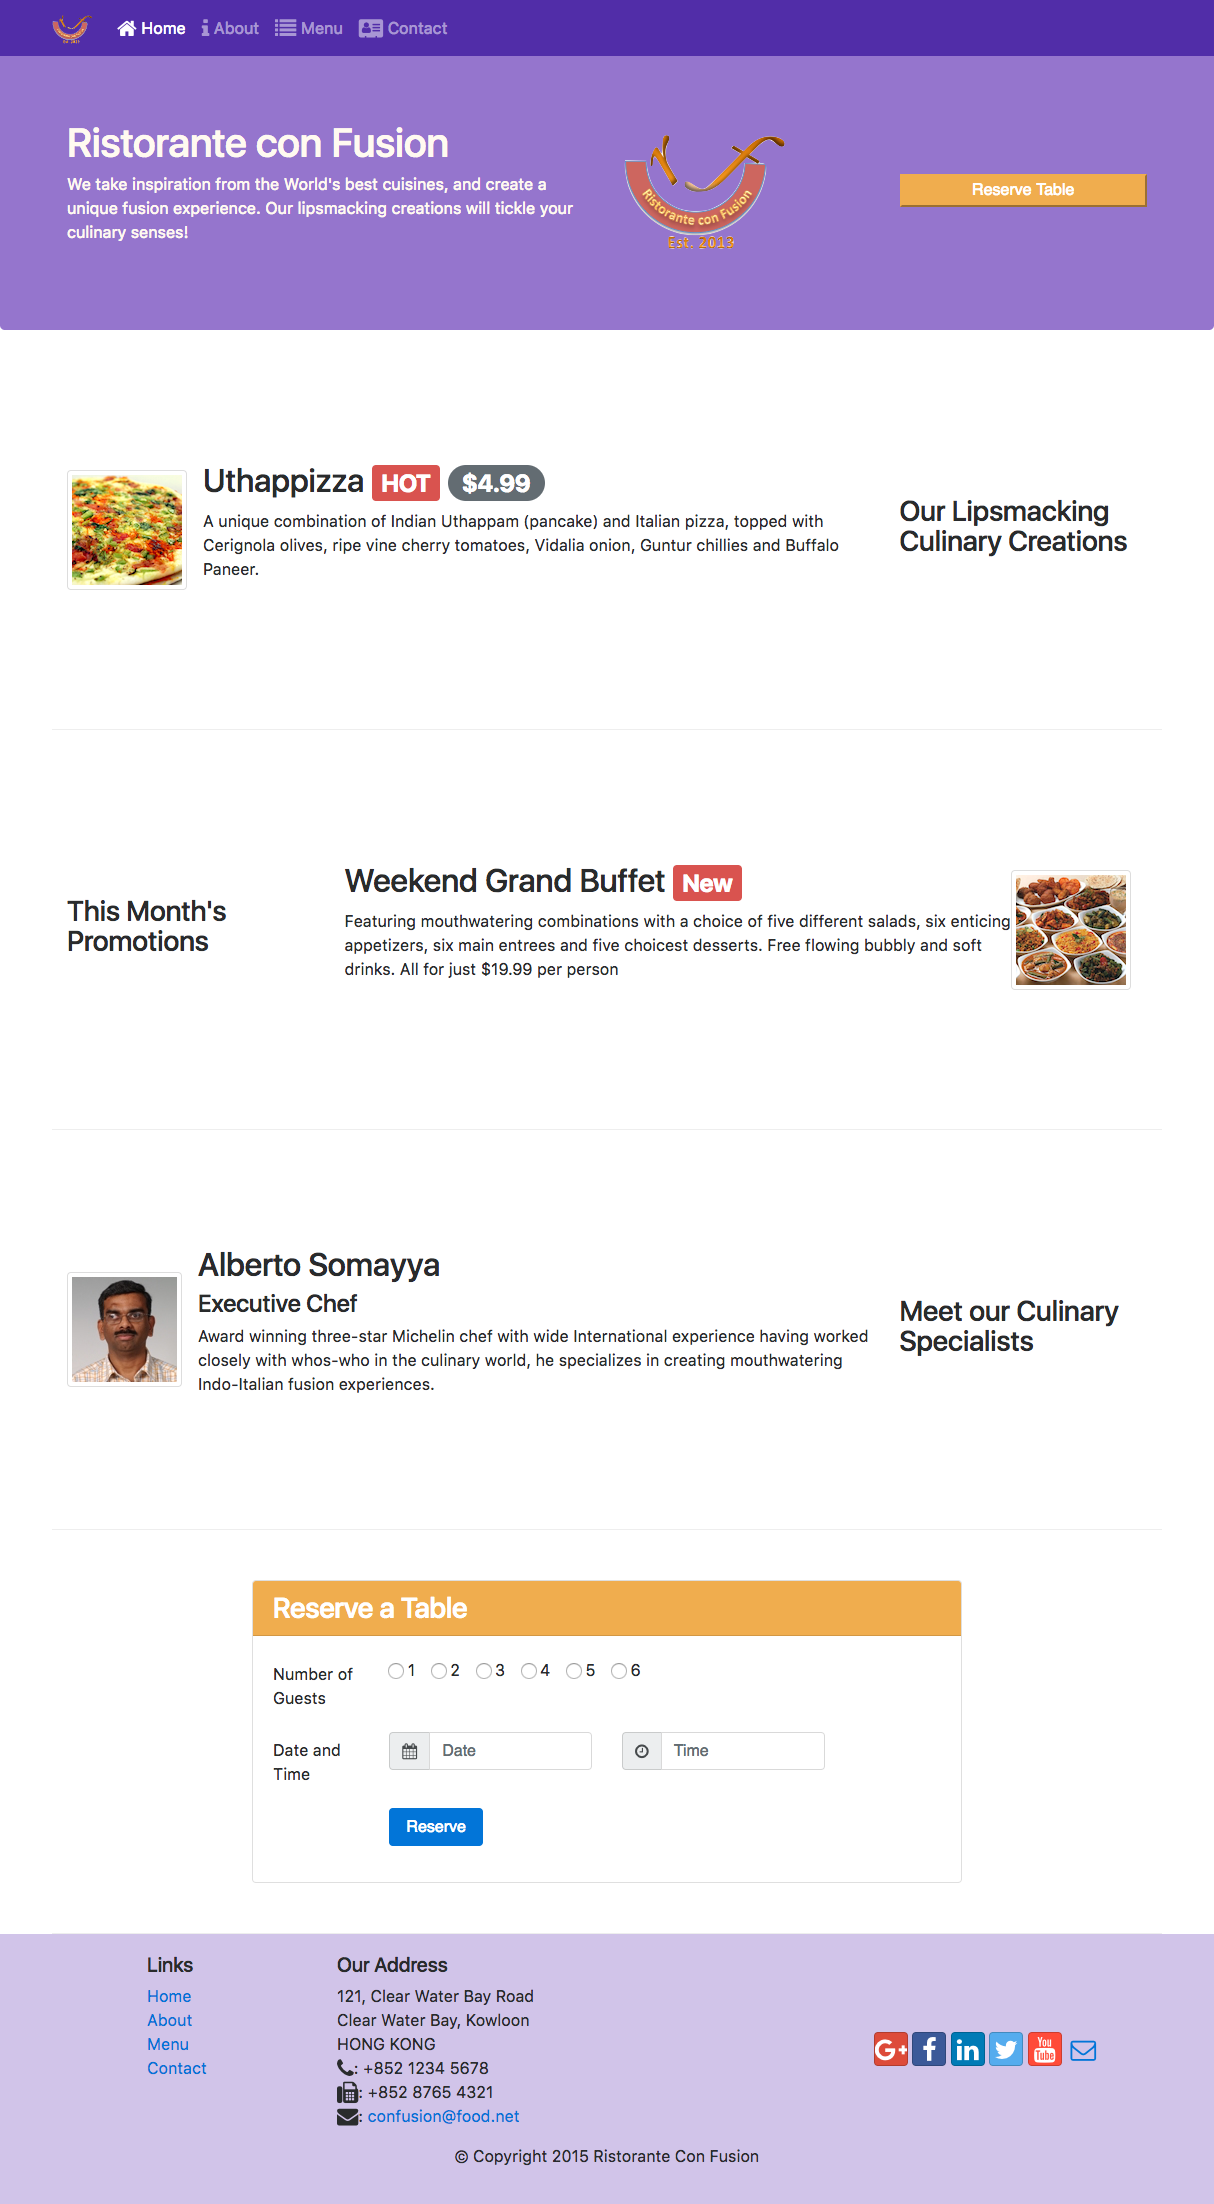 Home About Menu Contact
Ristorante con Fusion
We take inspiration from the World's best cuisines, and create a
unique fusion experience. Our lipsmacking creations will tickle your
culinary senses!
Ristorante con Fusion
Est. 2013
Reserve Table
Uthappizza HOT $4.99
A unique combination of Indian Uthappam (pancake) and Italian pizza, topped with
Cerignola olives, ripe vine cherry tomatoes, Vidalia onion, Guntur chillies and Buffalo
Paneer.
Our Lipsmacking
Culinary Creations
This Month's
Promotions
Weekend Grand Buffet New
Featuring mouthwatering combinations with a choice of five different salads, six enticing
appetizers, six main entrees and five choicest desserts. Free flowing bubbly and soft
drinks. All for just $19.99 per person
Alberto Somayya
Executive Chef
Award winning three-star Michelin chef with wide International experience having worked
closely with whos-who in the culinary world, he specializes in creating mouthwatering
Indo-Italian fusion experiences.
Meet our Culinary
Specialists
Reserve a Table
Number of
Guests
1 2 3 4 5 6
Date and
Time
Date
Time
Reserve
Links
Home
About
Menu
Contact
Our Address
121, Clear Water Bay Road
Clear Water Bay, Kowloon
HONG KONG
: +852 1234 5678
: +852 8765 4321
: confusion@food.net
G+ f in You Tube
© Copyright 2015 Ristorante Con Fusion